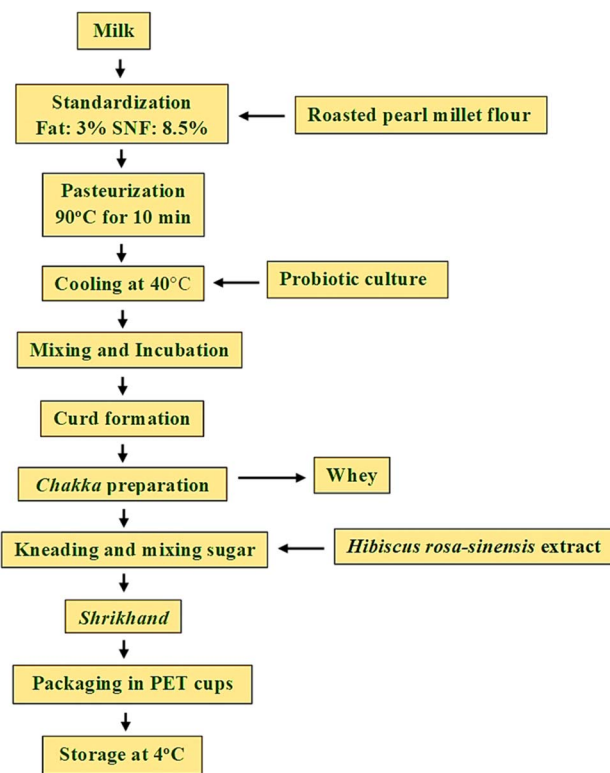 Milk
Standardization
Fat: 3% SNF: 8.5%
Roasted pearl millet flour
Pasteurization
90°C for 10 min
Cooling at 40°C
Probiotic culture
Mixing and Incubation
Curd formation
Chakka preparation
Whey
Kneading and mixing sugar
Hibiscus rosa-sinensis extract
Shrikhand
Packaging in PET cups
Storage at 4°C